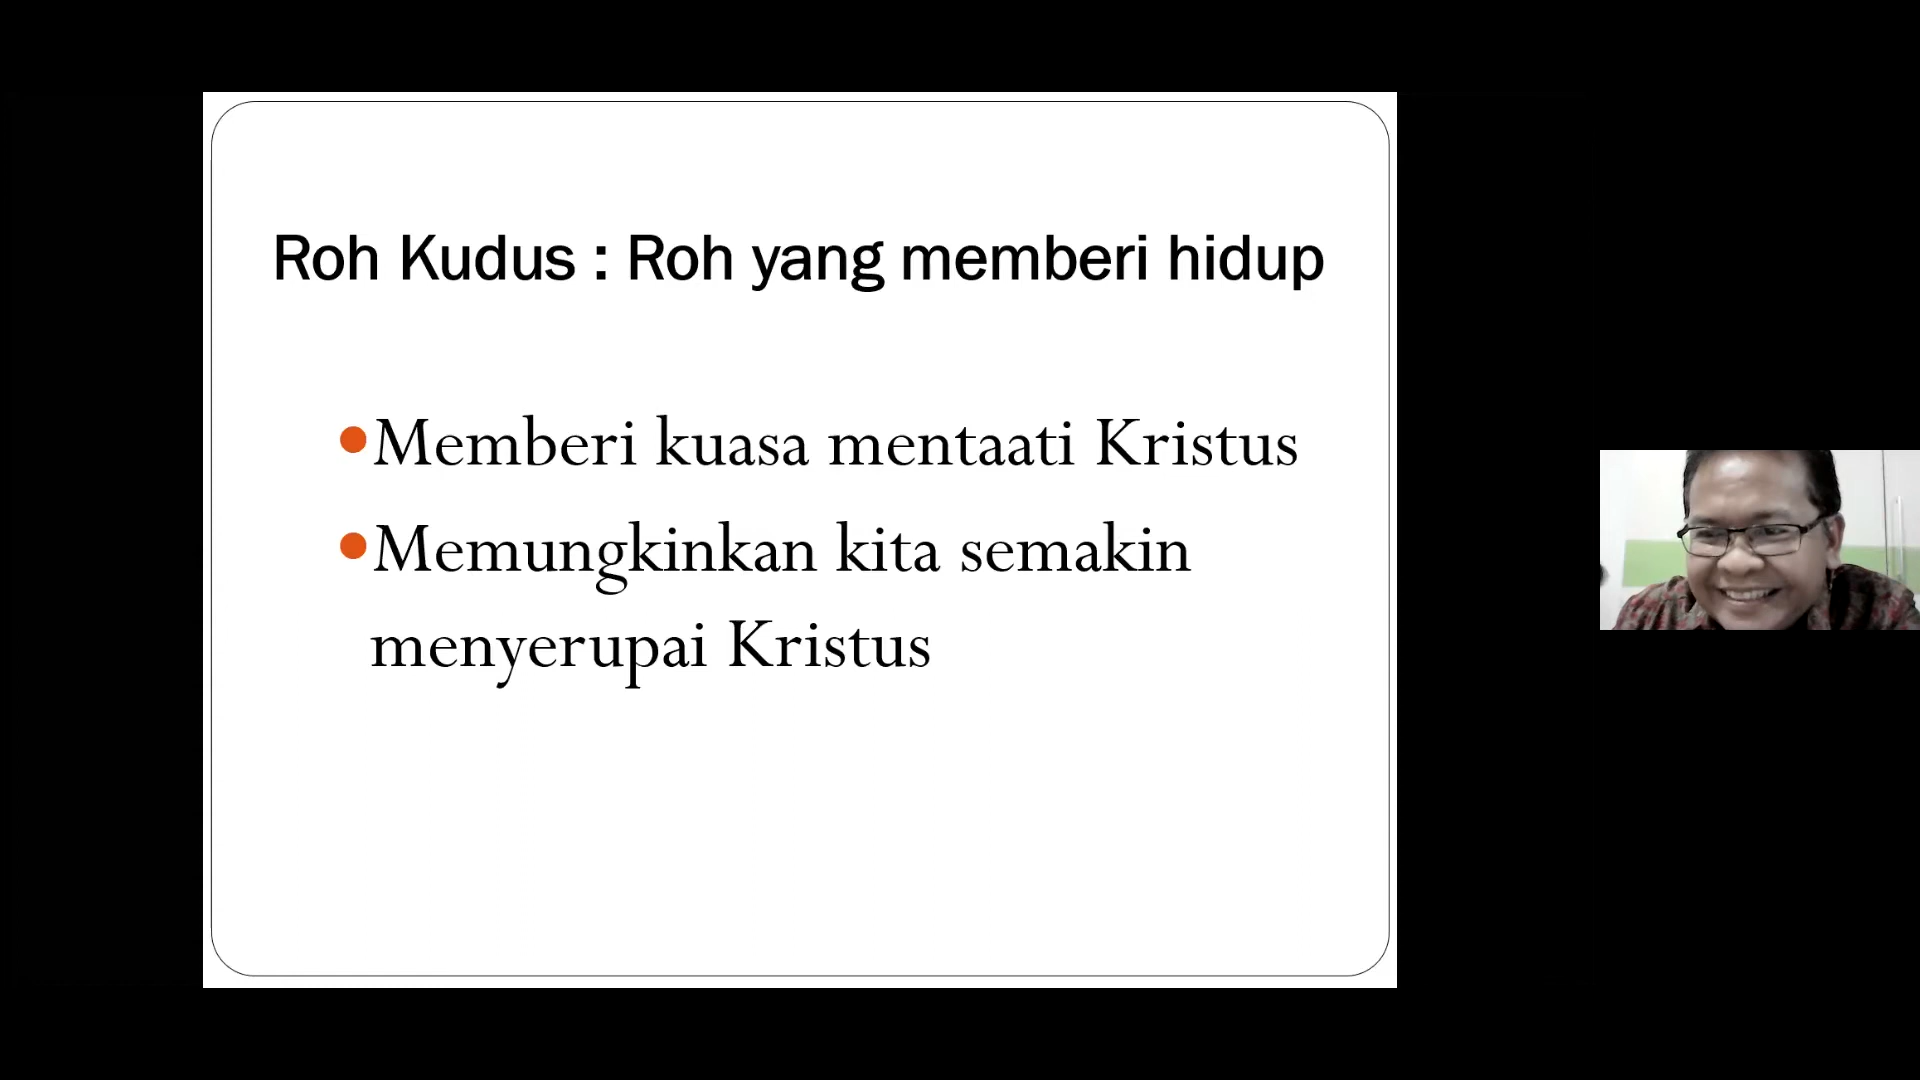 Roh Kudus : Roh yang memberi hidup
•Memberi kuasa mentaati Kristus
•Memungkinkan kita semakin
menyerupai Kristus